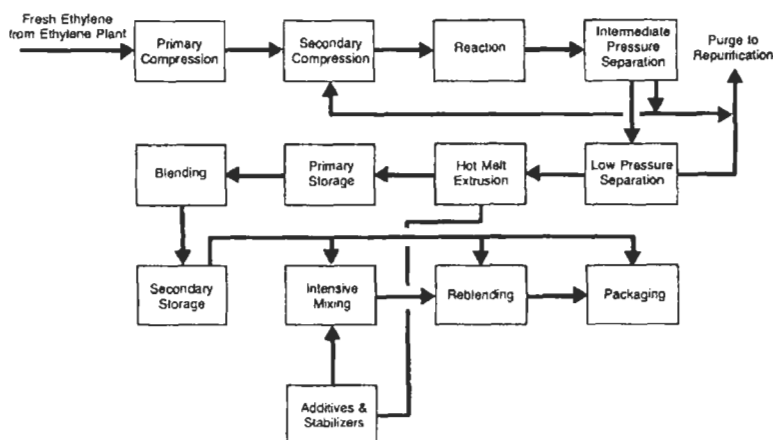 Fresh Ethylene
from Ethylene Plant
Primary
Compression
Secondary
Compression
Reaction
Intermediate
Pressure
Separation
Purge to
Repurification
Blending
Primary
Storage
Hot Melt
Extrusion
Low Pressure
Separation
Secondary
Storage
Intensive
Mixing
Reblending
Packaging
Additives &
Stabilizers